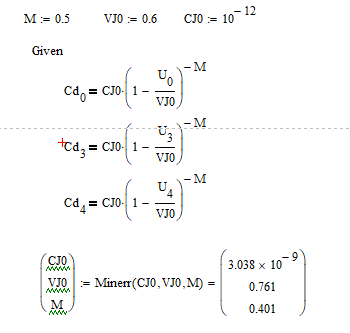 M := 0.5 VJ0 := 0.6 CJ0 := 10^-12
Given
Cd_0 = CJ0·(1 − U_0/VJ0)^−M
Cd_3 = CJ0·(1 − U_3/VJ0)^−M
Cd_4 = CJ0·(1 − U_4/VJ0)^−M
(CJ0 VJ0 M) := Minerr(CJ0, VJ0, M) = (3.038 × 10^-9 0.761 0.401)